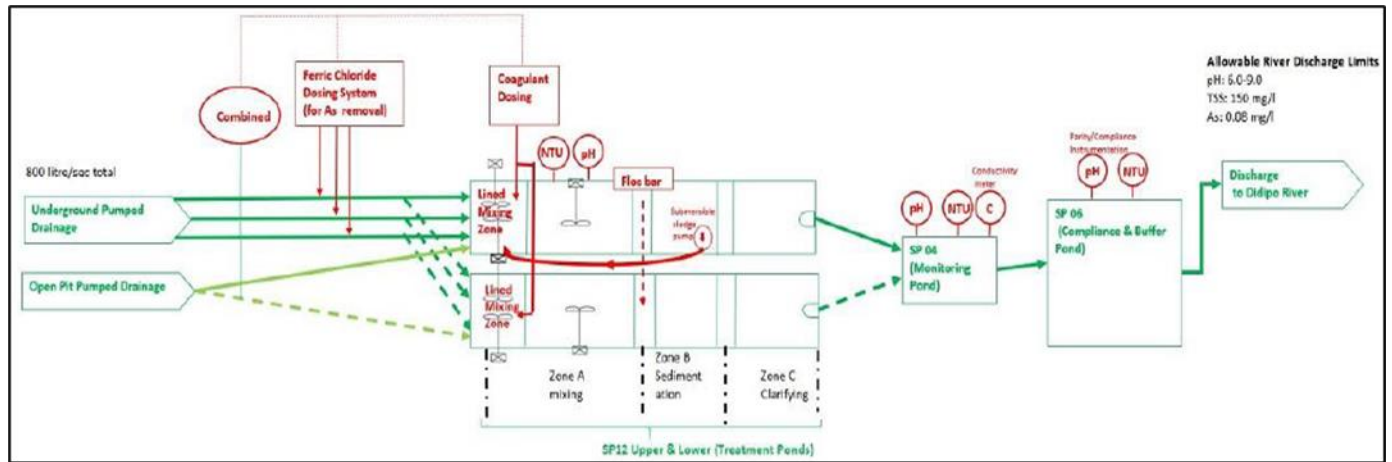 Allowable River Discharge Limits
pH: 6.0-9.0
TSS: 150 mg/l
As: 0.08 mg/l
Ferric Chloride
Dosing System
(for As removal)
Coagulant
Dosing
Combined
NTU
pH
Floc bar
800 litre/sec total
Underground Pumped
Drainage
Open Pit Pumped Drainage
Lined
Mixing
Zone
Submersible
sludge
pump
Lined
Mixing
Zone
Zone A
mixing
Zone B
Sediment
ation
Zone C
Clarifying
SP12 Upper & Lower (Treatment Ponds)
pH
NTU
Conductivity
meter
C
SP 04
(Monitoring
Pond)
Parity/Compliance
Instrumentation
pH
NTU
SP 06
(Compliance & Buffer
Pond)
Discharge
to Didipo River